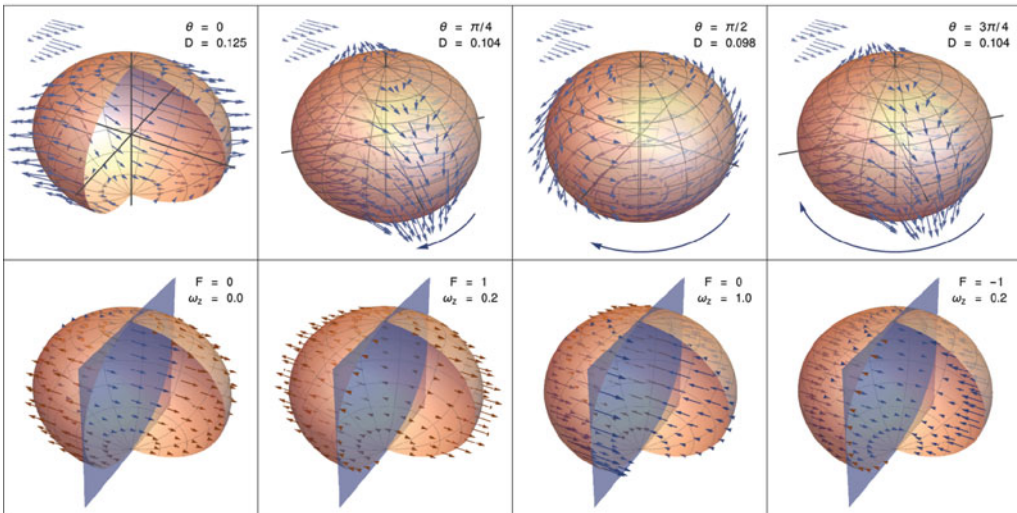 θ = 0
D = 0.125
θ = π/4
D = 0.104
θ = π/2
D = 0.098
θ = 3π/4
D = 0.104
F = 0
ω_z = 0.0
F = 1
ω_z = 0.2
F = 0
ω_z = 1.0
F = −1
ω_z = 0.2